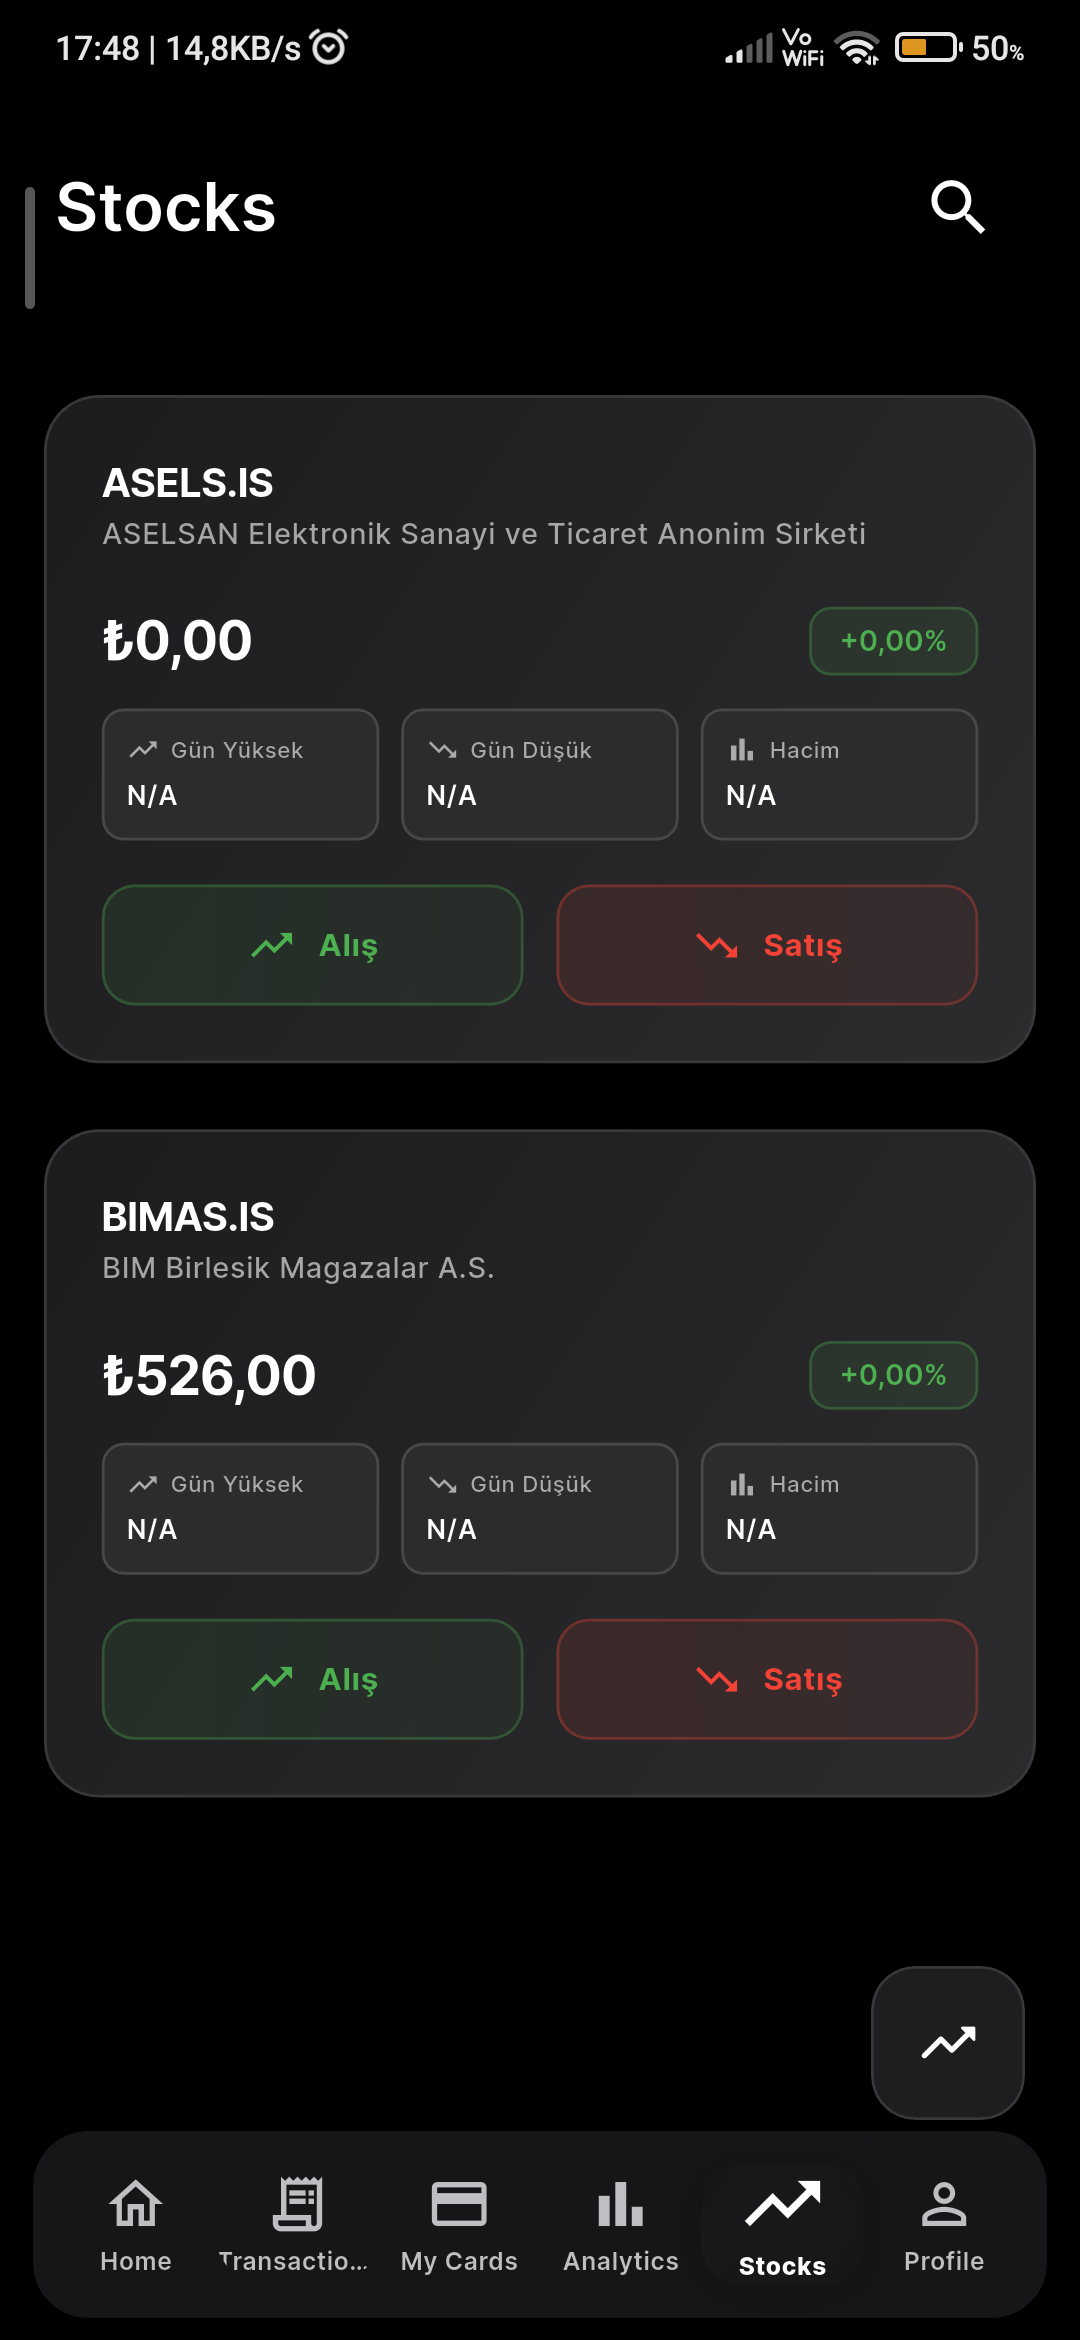 17:48 | 14,8KB/s Vo WiFi 50%
Stocks
ASELS.IS
ASELSAN Elektronik Sanayi ve Ticaret Anonim Sirketi
₺0,00 +0,00%
Gün Yüksek Gün Düşük Hacim
N/A N/A N/A
Alış Satış
BIMAS.IS
BIM Birlesik Magazalar A.S.
₺526,00 +0,00%
Gün Yüksek Gün Düşük Hacim
N/A N/A N/A
Alış Satış
Home Transactio... My Cards Analytics Stocks Profile